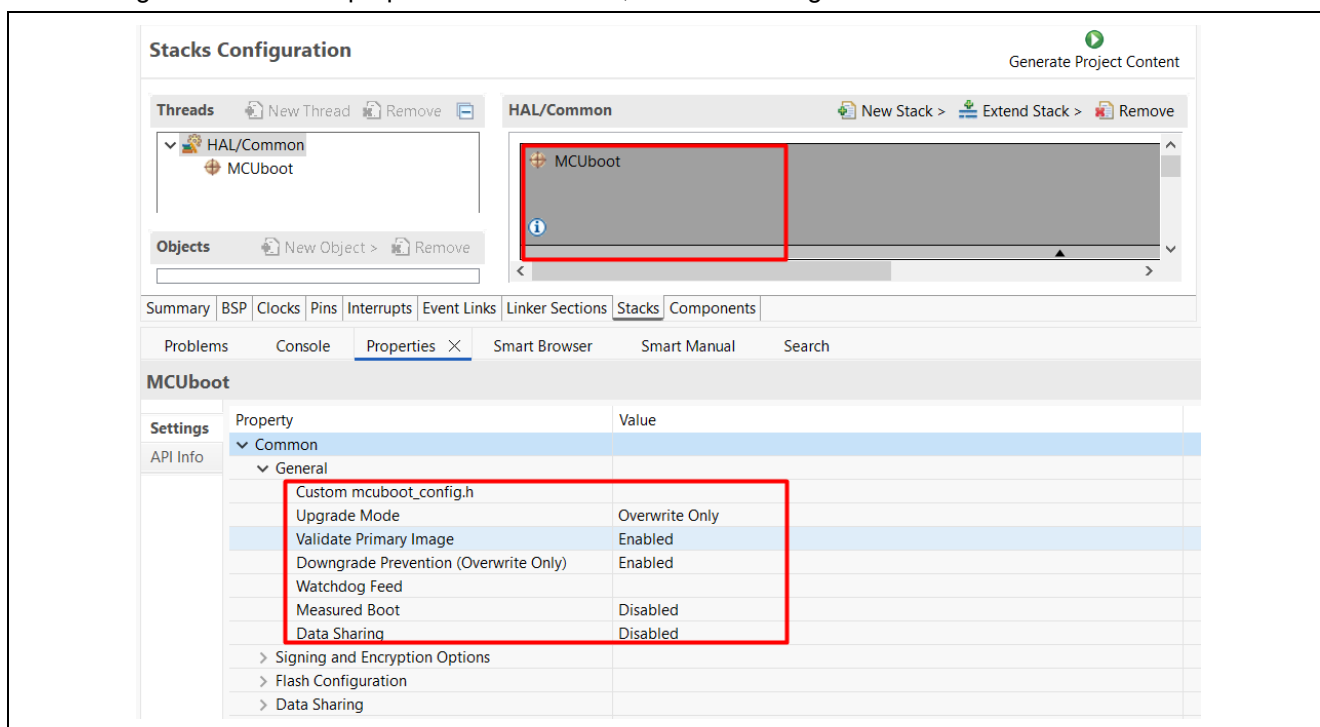 Stacks Configuration
Generate Project Content
Threads New Thread Remove
HAL/Common New Stack > Extend Stack > Remove
HAL/Common
MCUboot
MCUboot
Objects New Object > Remove
Summary BSP Clocks Pins Interrupts Event Links Linker Sections Stacks Components
Problems Console Properties Smart Browser Smart Manual Search
MCUboot
Settings
API Info
Property Value
Common
General
Custom mcuboot_config.h
Upgrade Mode Overwrite Only
Validate Primary Image Enabled
Downgrade Prevention (Overwrite Only) Enabled
Watchdog Feed
Measured Boot Disabled
Data Sharing Disabled
Signing and Encryption Options
Flash Configuration
Data Sharing